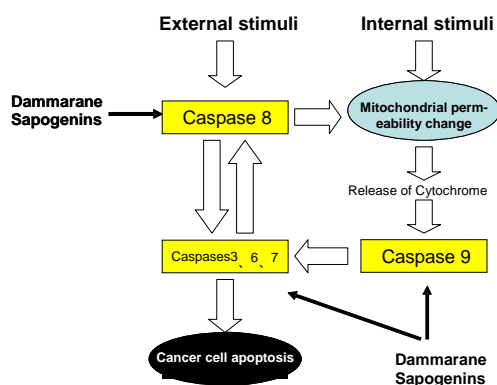 External stimuli
Internal stimuli
Dammarane
Sapogenins
Caspase 8
Mitochondrial perm-
eability change
Release of Cytochrome
Caspases3、6、7
Caspase 9
Cancer cell apoptosis
Dammarane
Sapogenins